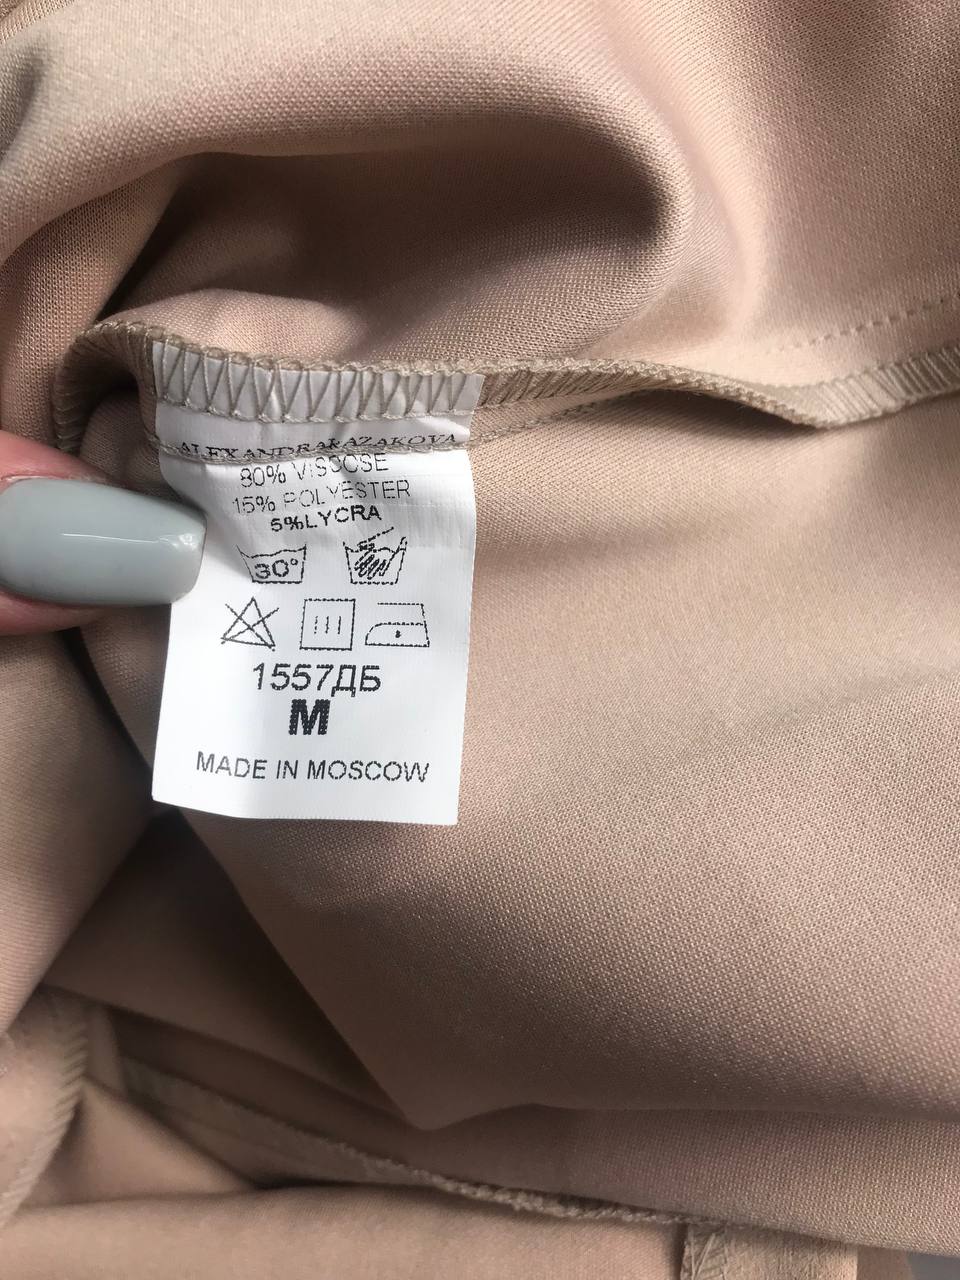 ALEXANDRAKAZAKOVA
80% VISCOSE
15% POLYESTER
5%LYCRA
30°
1557ДБ
M
MADE IN MOSCOW